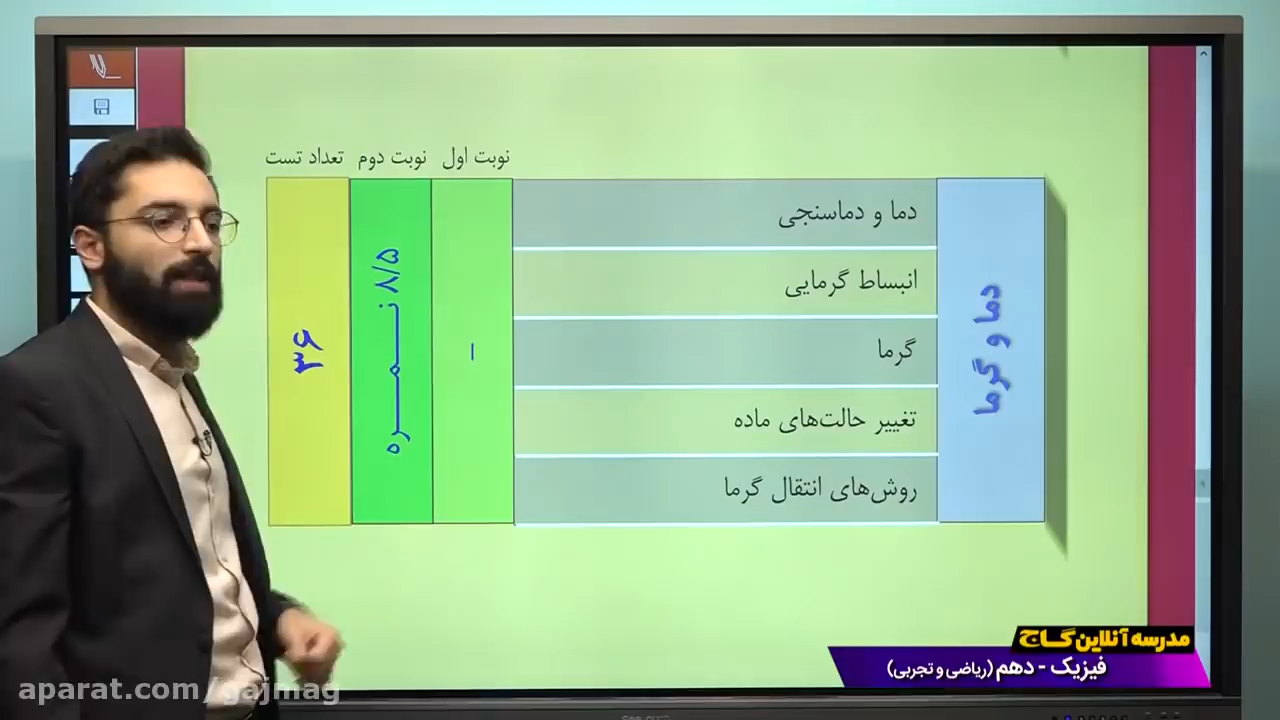 نوبت اول نوبت دوم تعداد تست
دما و گرما
دما و دماسنجی
انبساط گرمایی
گرما
تغییر حالت‌های ماده
روش‌های انتقال گرما
–
۸/۵ نمـــره
۳۶
مدرسه آنلاین گاج
فیزیک - دهم (ریاضی و تجربی)
aparat.com/gajmag